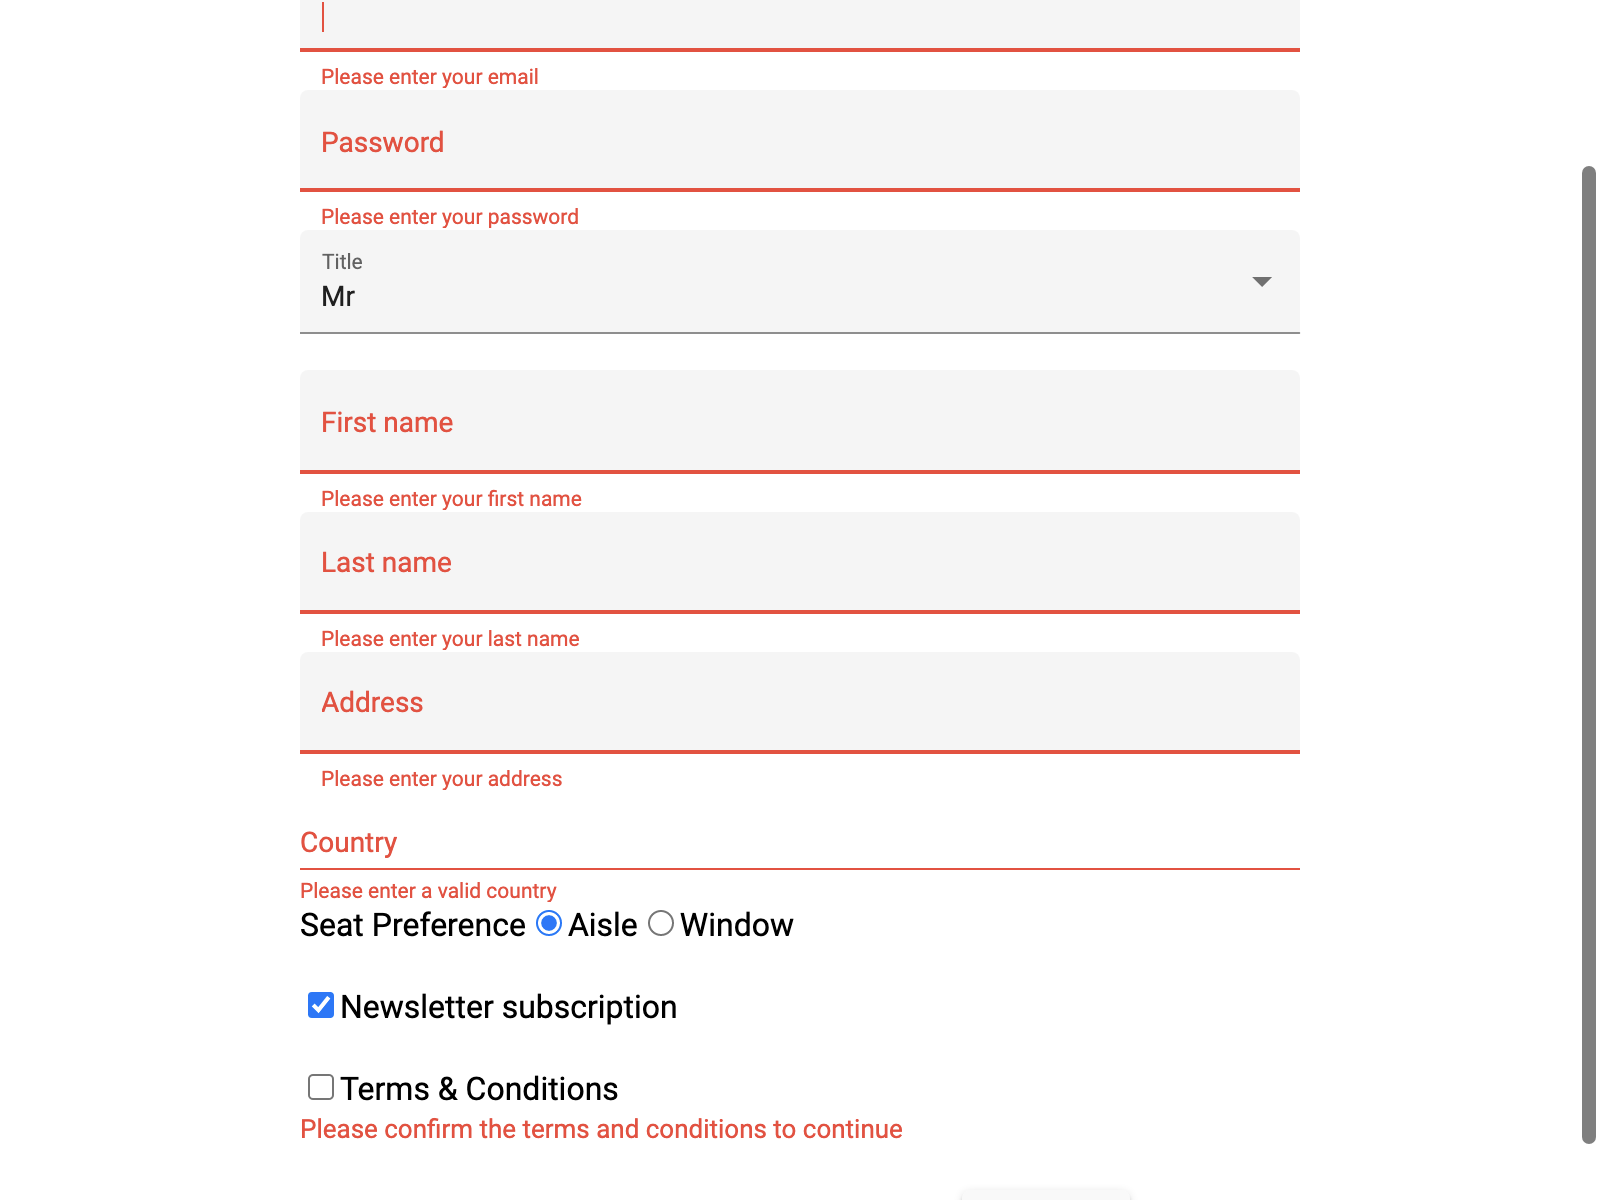 Please enter your email
Password
Please enter your password
Title
Mr
First name
Please enter your first name
Last name
Please enter your last name
Address
Please enter your address
Country
Please enter a valid country
Seat Preference Aisle Window
Newsletter subscription
Terms & Conditions
Please confirm the terms and conditions to continue